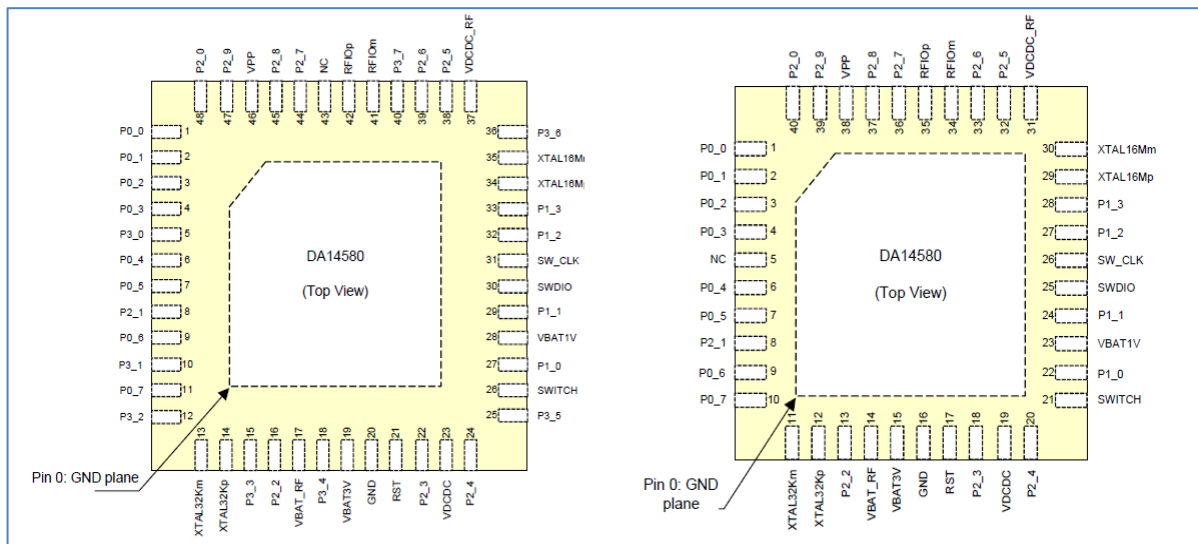 P2_0
P2_9
VPP
P2_8
P2_7
NC
RFIOp
RFIOm
P3_7
P2_6
P2_5
VDCDC_RF
48
47
46
45
44
43
42
41
40
39
38
37
P0_0 1
P0_1 2
P0_2 3
P0_3 4
P3_0 5
P0_4 6
P0_5 7
P2_1 8
P0_6 9
P3_1 10
P0_7 11
P3_2 12
DA14580
(Top View)
36 P3_6
35 XTAL16M
34 XTAL16M
33 P1_3
32 P1_2
31 SW_CLK
30 SWDIO
29 P1_1
28 VBAT1V
27 P1_0
26 SWITCH
25 P3_5
13
14
15
16
17
18
19
20
21
22
23
24
XTAL32Km
XTAL32Kp
P3_3
P2_2
VBAT_RF
P3_4
VBAT3V
GND
RST
P2_3
VDCDC
P2_4
Pin 0: GND plane
P2_0
P2_9
VPP
P2_8
P2_7
RFIOp
RFIOm
P2_6
P2_5
VDCDC_RF
40
39
38
37
36
35
34
33
32
31
P0_0 1
P0_1 2
P0_2 3
P0_3 4
NC 5
P0_4 6
P0_5 7
P2_1 8
P0_6 9
P0_7 10
DA14580
(Top View)
30 XTAL16Mm
29 XTAL16Mp
28 P1_3
27 P1_2
26 SW_CLK
25 SWDIO
24 P1_1
23 VBAT1V
22 P1_0
21 SWITCH
11
12
13
14
15
16
17
18
19
20
XTAL32Km
XTAL32Kp
P2_2
VBAT_RF
VBAT3V
GND
RST
P2_3
VDCDC
P2_4
Pin 0: GND
plane